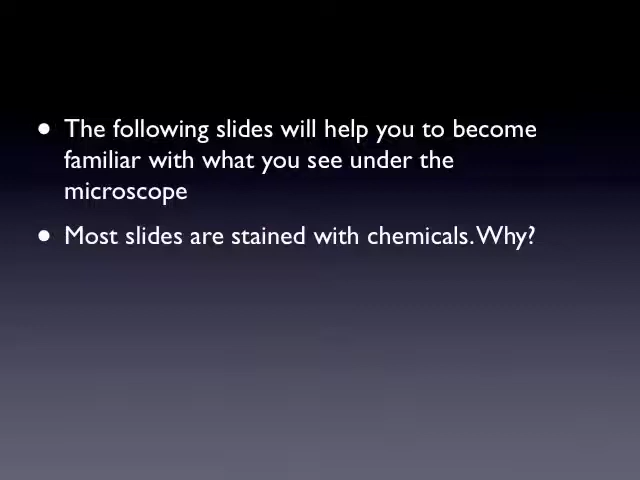 • The following slides will help you to become
familiar with what you see under the
microscope
• Most slides are stained with chemicals. Why?